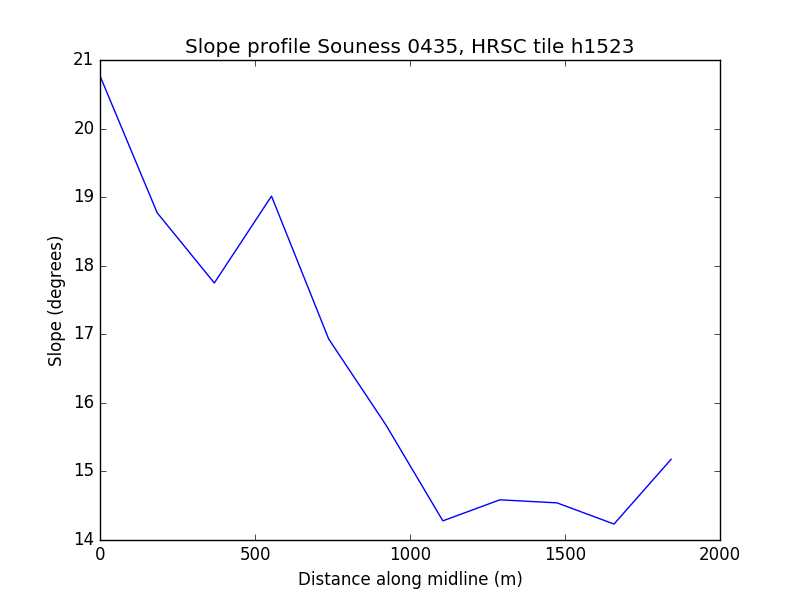 Slope profile Souness 0435, HRSC tile h1523
21
20
19
18
17
16
15
14
Slope (degrees)
0 500 1000 1500 2000
Distance along midline (m)